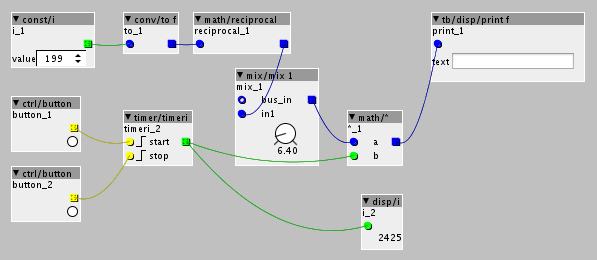 const/i
i_1
value 199
conv/to f
to_1
math/reciprocal
reciprocal_1
tb/disp/print f
print_1
text
mix/mix 1
mix_1
bus_in
in1
6.40
ctrl/button
button_1
timer/timeri
timeri_2
start
stop
math/*
*_1
a
b
ctrl/button
button_2
disp/i
i_2
2425